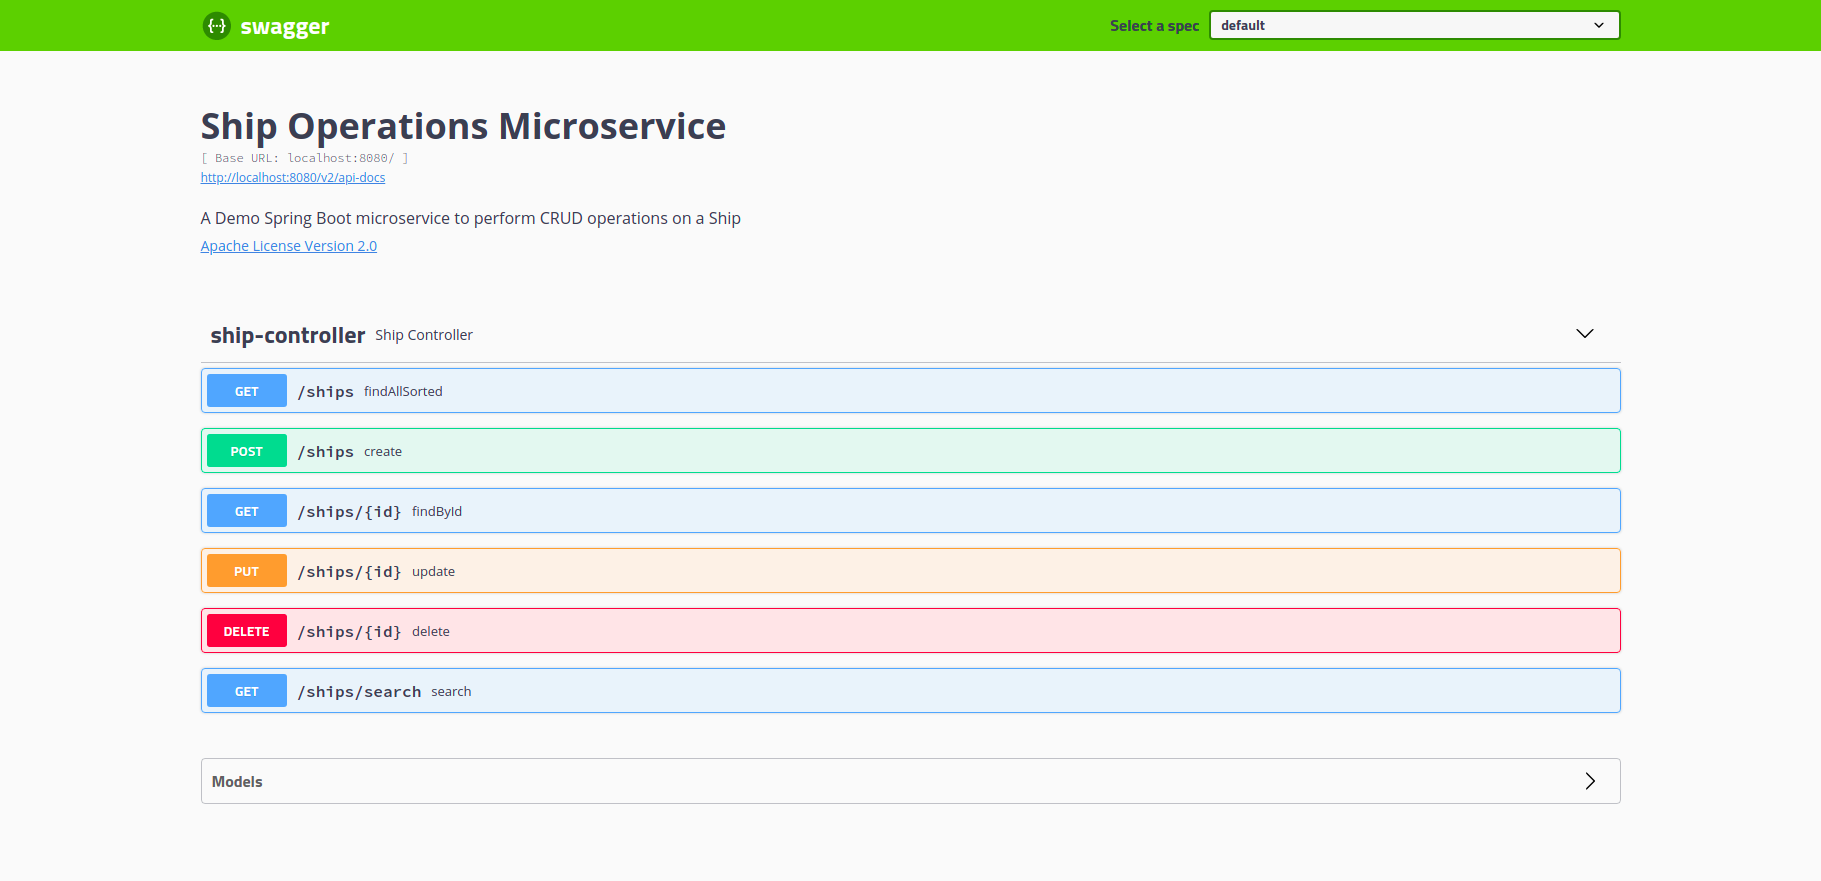 swagger
Select a spec default
Ship Operations Microservice
[ Base URL: localhost:8080/ ]
http://localhost:8080/v2/api-docs
A Demo Spring Boot microservice to perform CRUD operations on a Ship
Apache License Version 2.0
ship-controller Ship Controller
GET /ships findAllSorted
POST /ships create
GET /ships/{id} findById
PUT /ships/{id} update
DELETE /ships/{id} delete
GET /ships/search search
Models